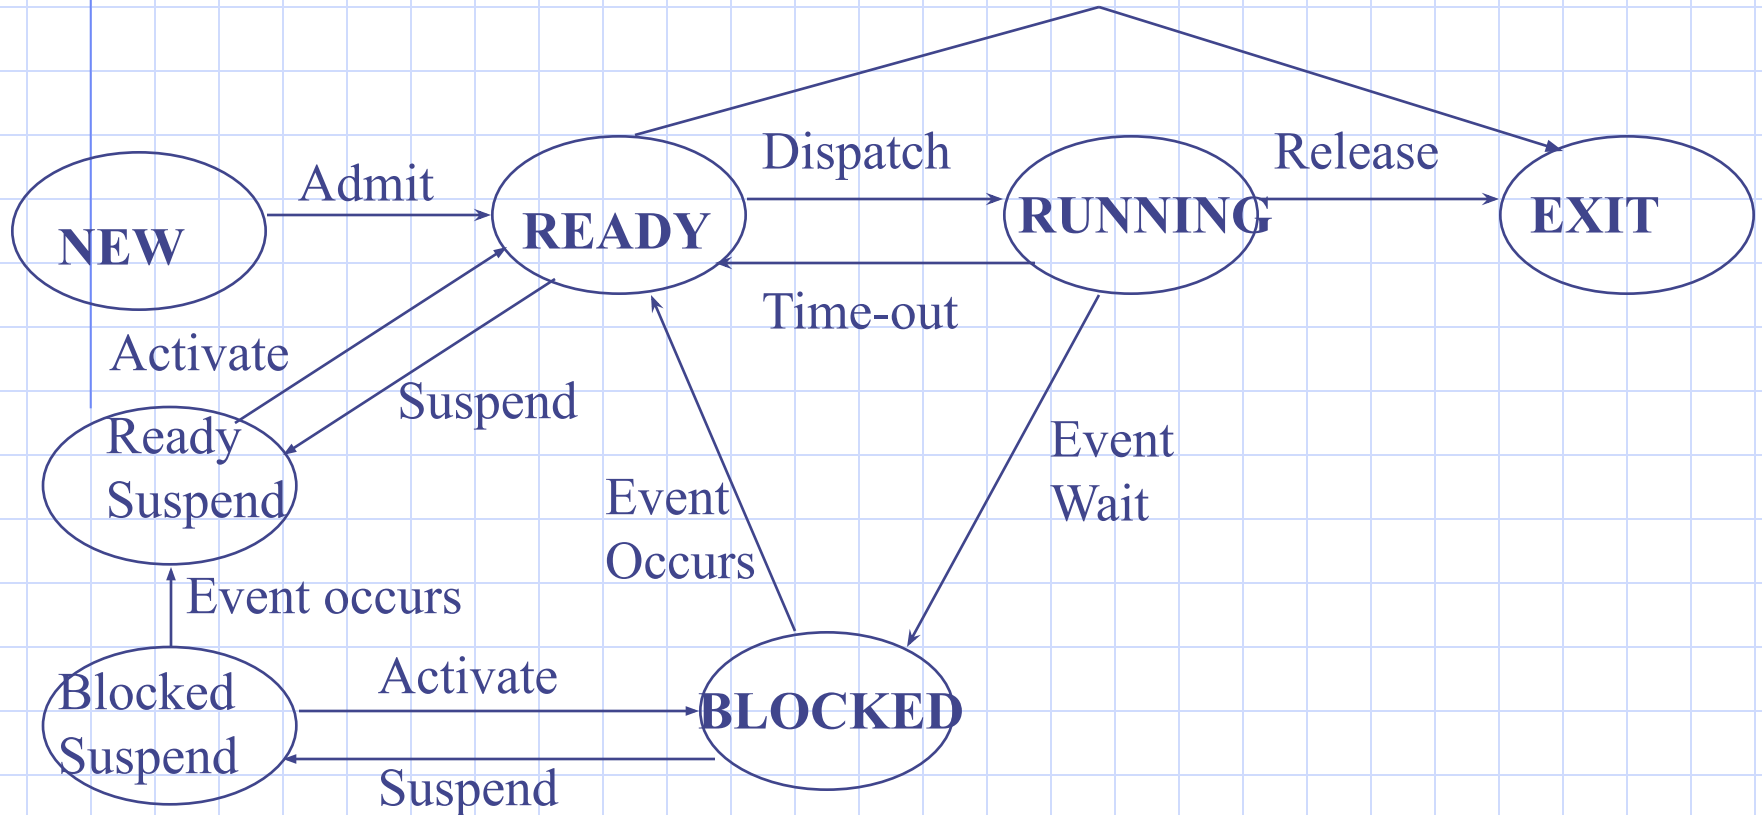 Dispatch
Release
Admit
NEW
READY
RUNNING
EXIT
Time-out
Activate
Suspend
Ready
Suspend
Event
Wait
Event
Occurs
Event occurs
Blocked
Suspend
Activate
BLOCKED
Suspend